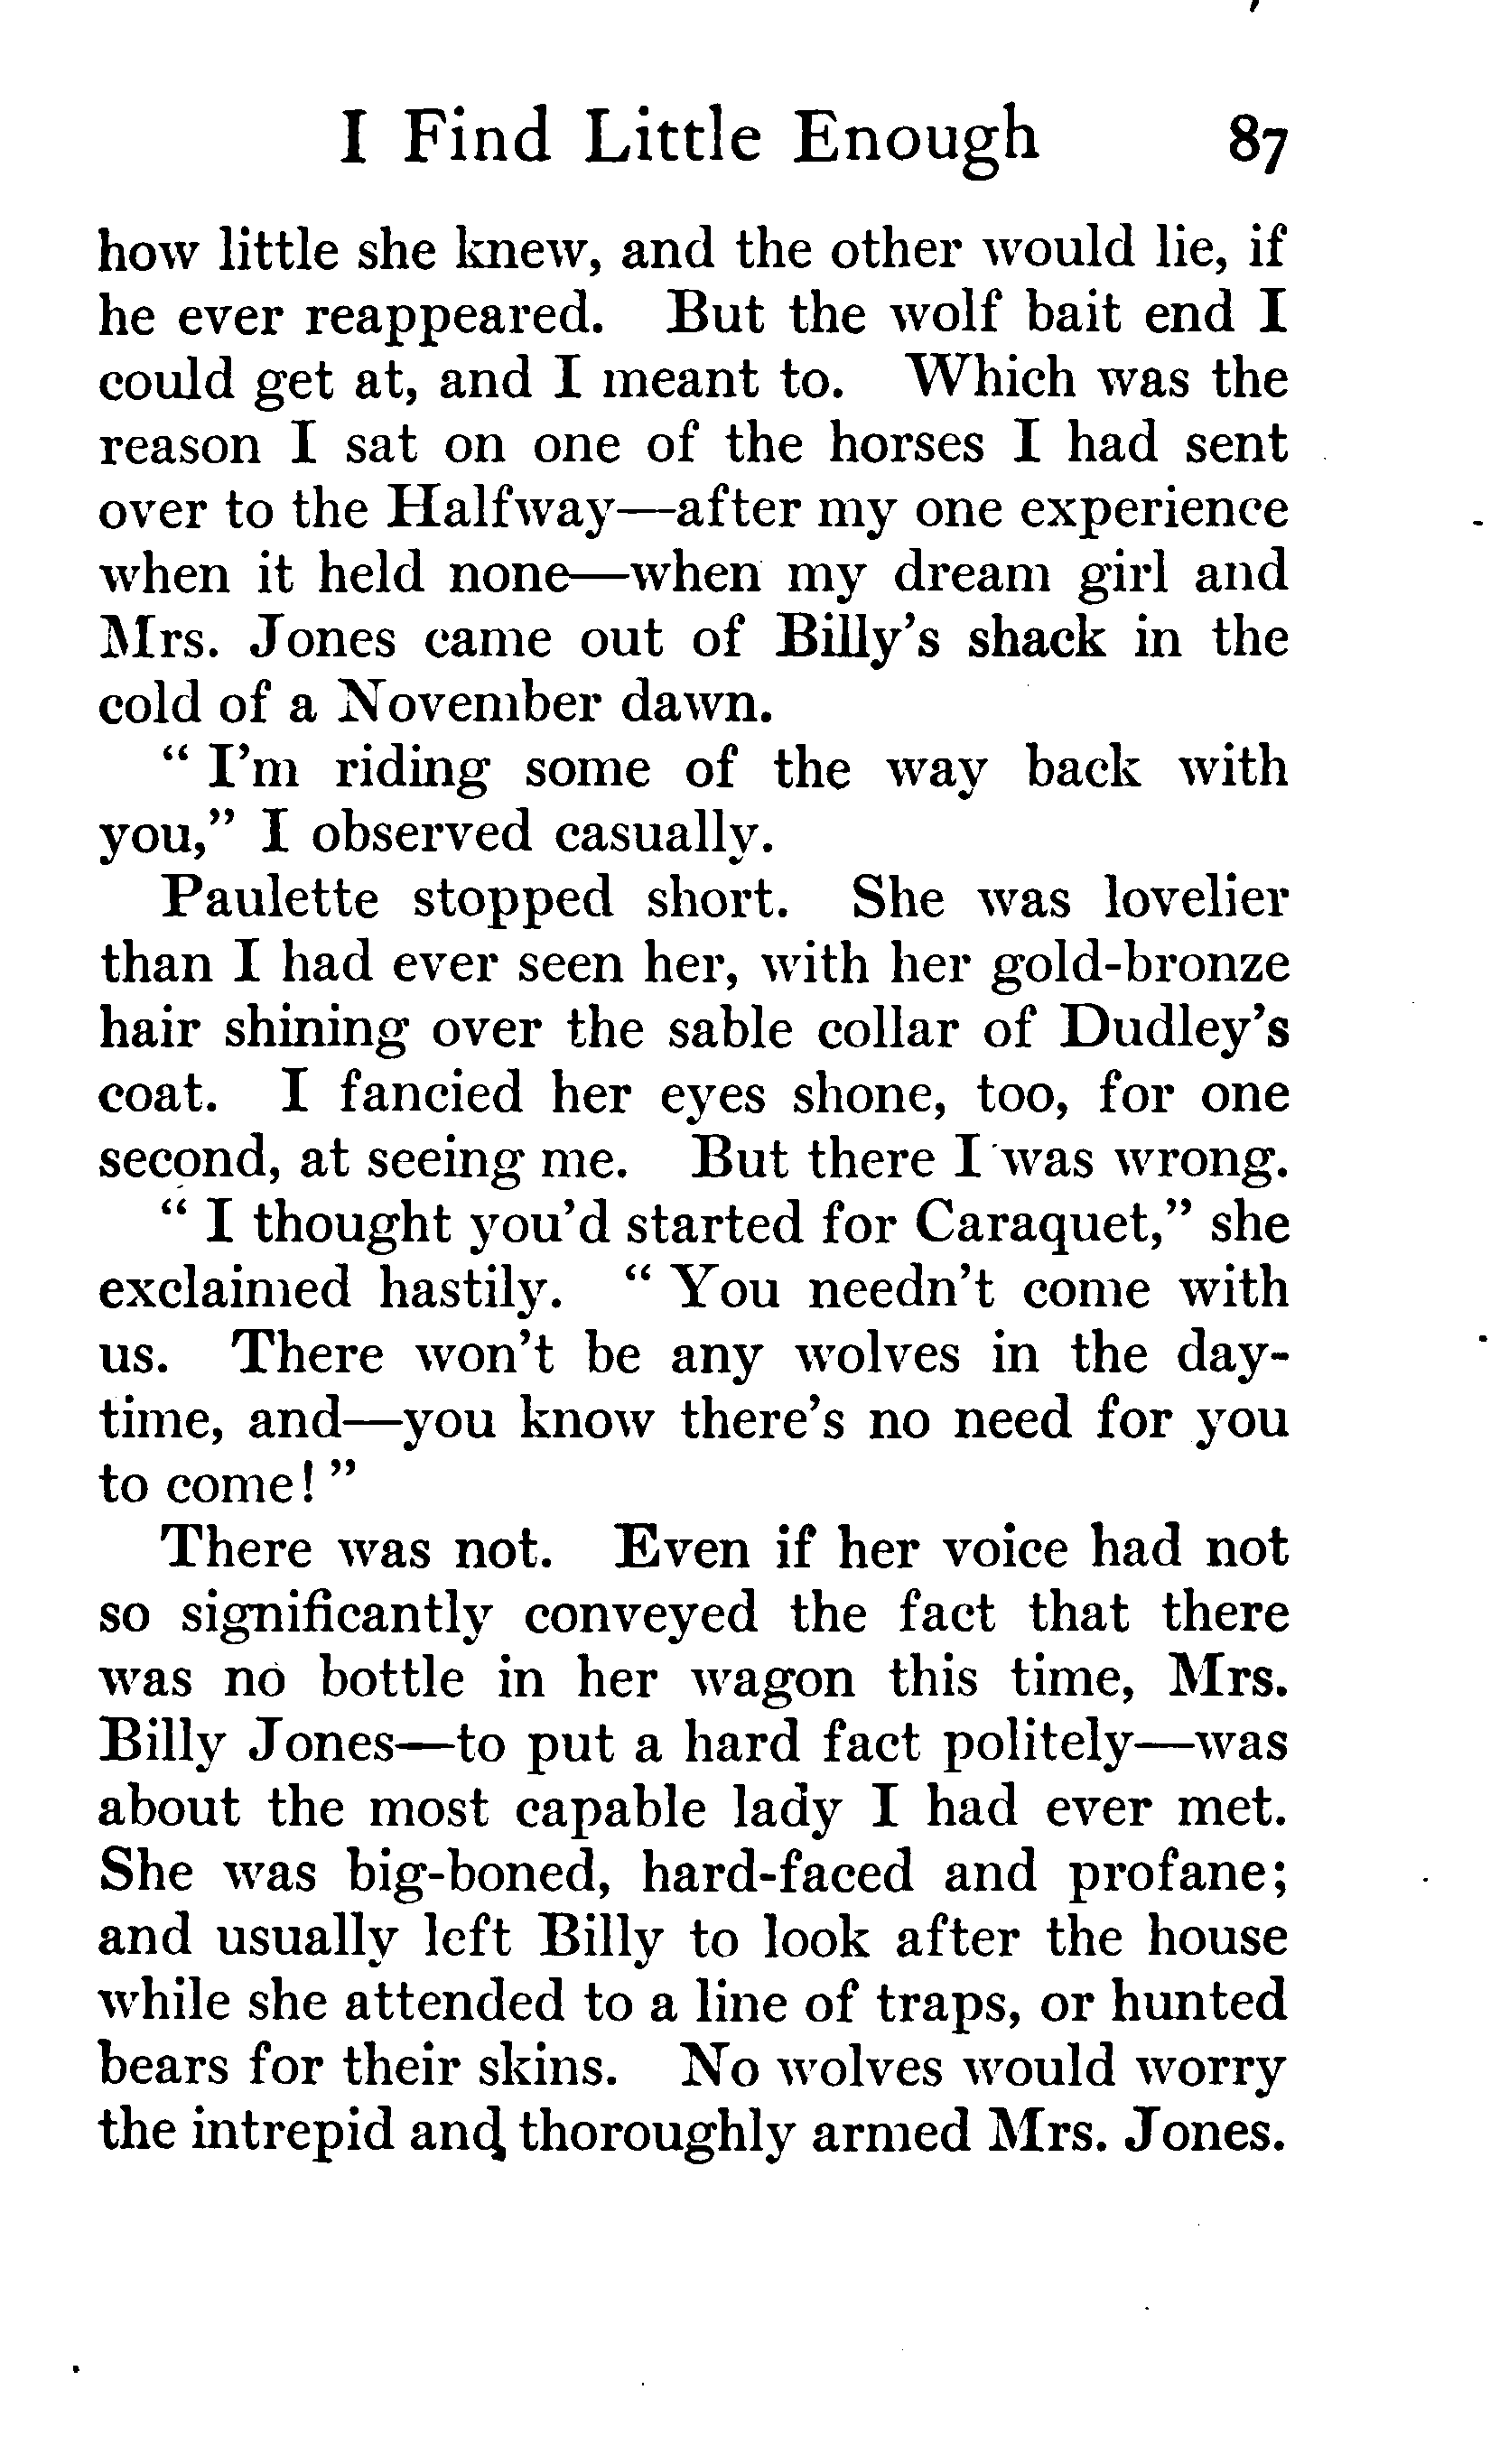 I Find Little Enough 87
how little she knew, and the other would lie, if
he ever reappeared. But the wolf bait end I
could get at, and I meant to. Which was the
reason I sat on one of the horses I had sent
over to the Halfway—after my one experience
when it held none—when my dream girl and
Mrs. Jones came out of Billy's shack in the
cold of a November dawn.
" I'm riding some of the way back with
you," I observed casually.
Paulette stopped short. She was lovelier
than I had ever seen her, with her gold-bronze
hair shining over the sable collar of Dudley's
coat. I fancied her eyes shone, too, for one
second, at seeing me. But there I was wrong.
" I thought you'd started for Caraquet," she
exclaimed hastily. " You needn't come with
us. There won't be any wolves in the day-
time, and—you know there's no need for you
to come! "
There was not. Even if her voice had not
so significantly conveyed the fact that there
was no bottle in her wagon this time, Mrs.
Billy Jones—to put a hard fact politely—was
about the most capable lady I had ever met.
She was big-boned, hard-faced and profane;
and usually left Billy to look after the house
while she attended to a line of traps, or hunted
bears for their skins. No wolves would worry
the intrepid and thoroughly armed Mrs. Jones.